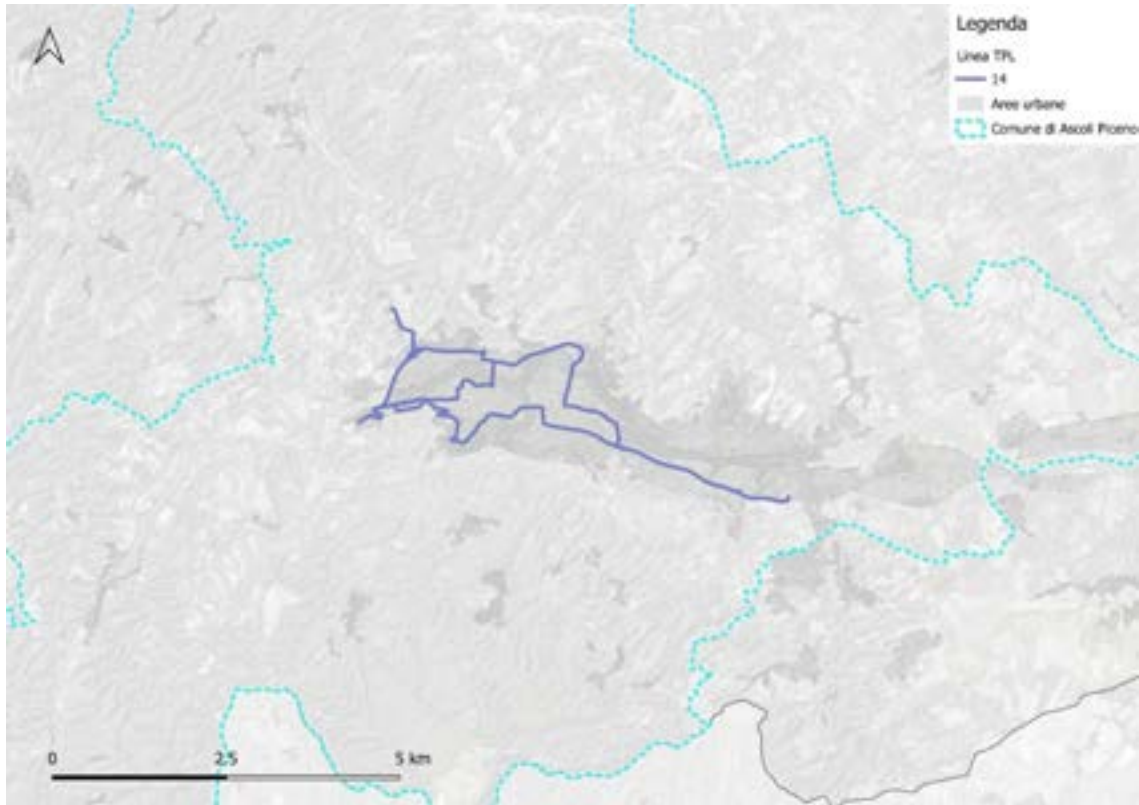 Legenda
Linea TPL
14
Aree urbane
Comune di Ascoli Piceno
0 2.5 5 km